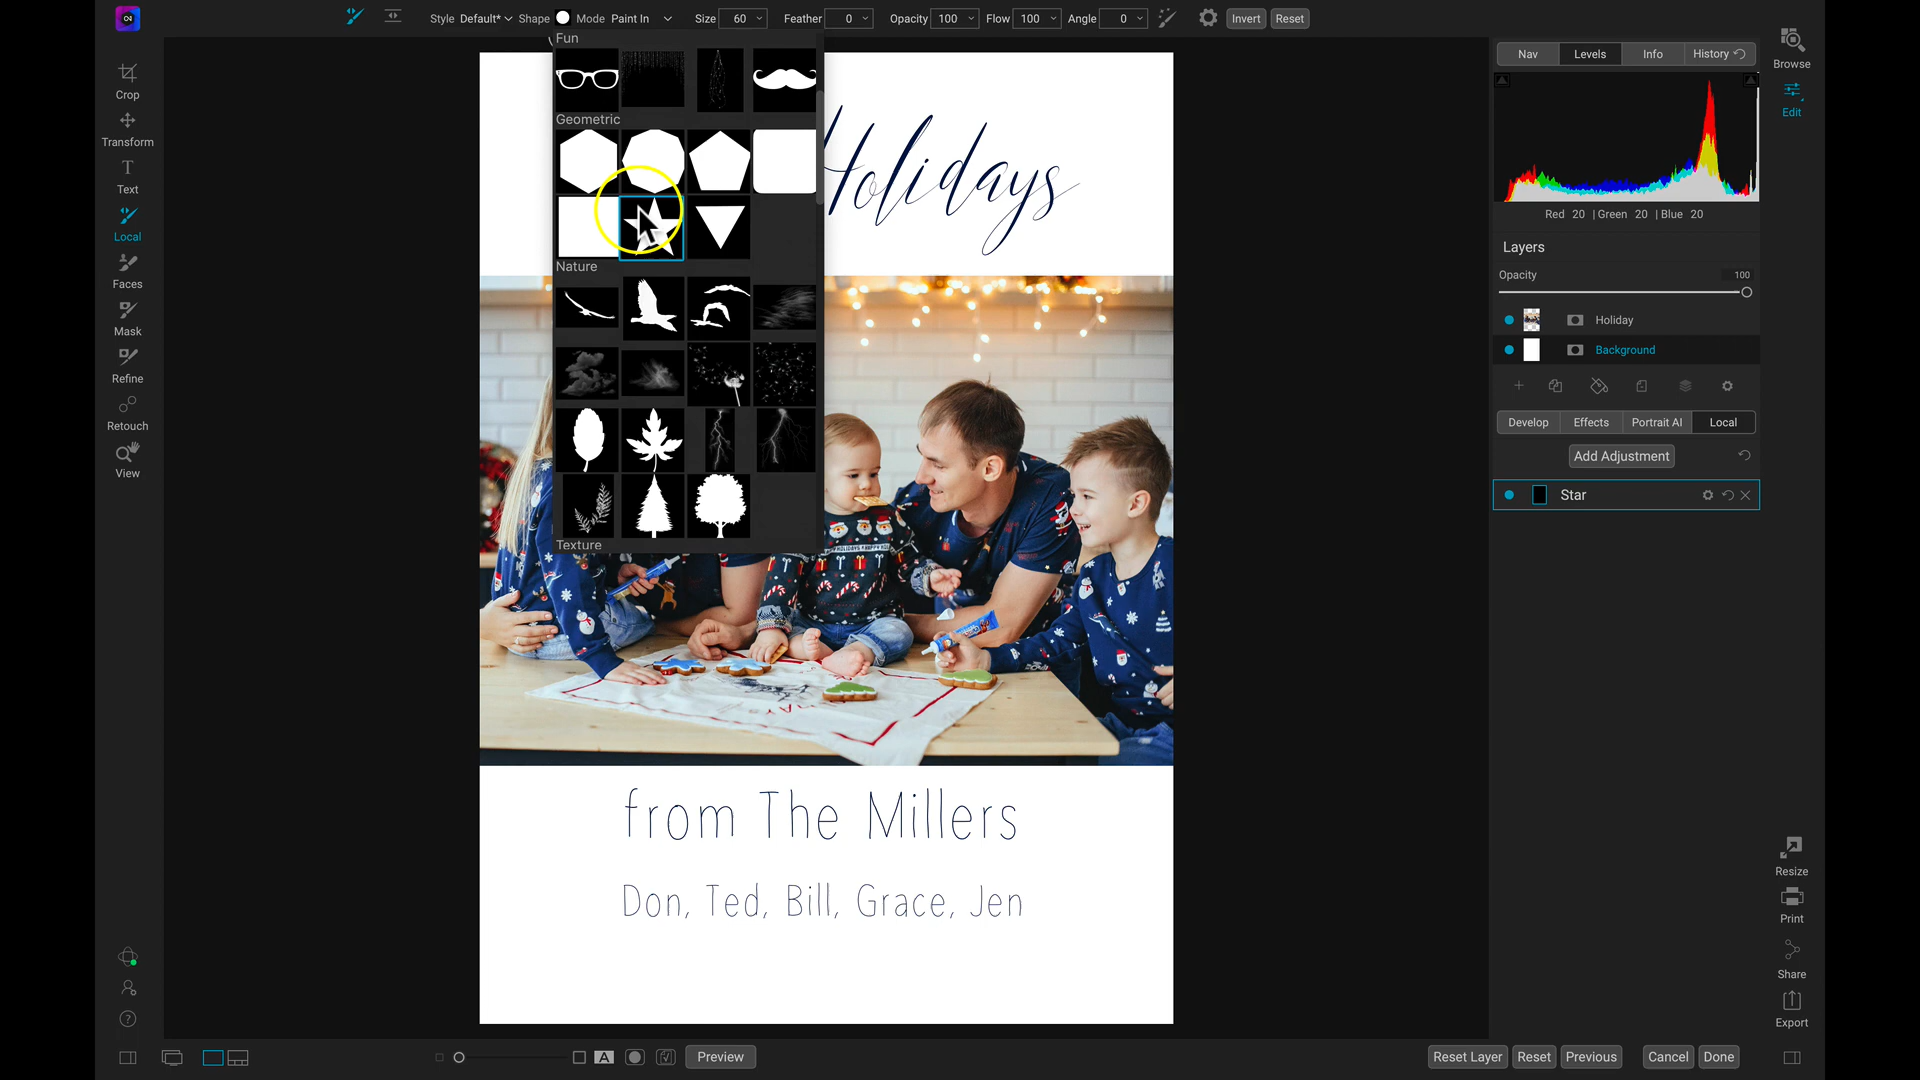 Style Default* Shape Mode Paint In Size 60 Feather 0 Opacity 100 Flow 100 Angle 0 Invert Reset
Fun
Geometric
Nature
Texture
Crop
Transform
Text
Local
Faces
Mask
Refine
Retouch
View
Holidays
from The Millers
Don, Ted, Bill, Grace, Jen
Nav Levels Info History
Red 20 | Green 20 | Blue 20
Layers
Opacity 100
Holiday
Background
Develop Effects Portrait AI Local
Add Adjustment
Star
Browse
Edit
Resize
Print
Share
Export
A Preview
Reset Layer Reset Previous Cancel Done